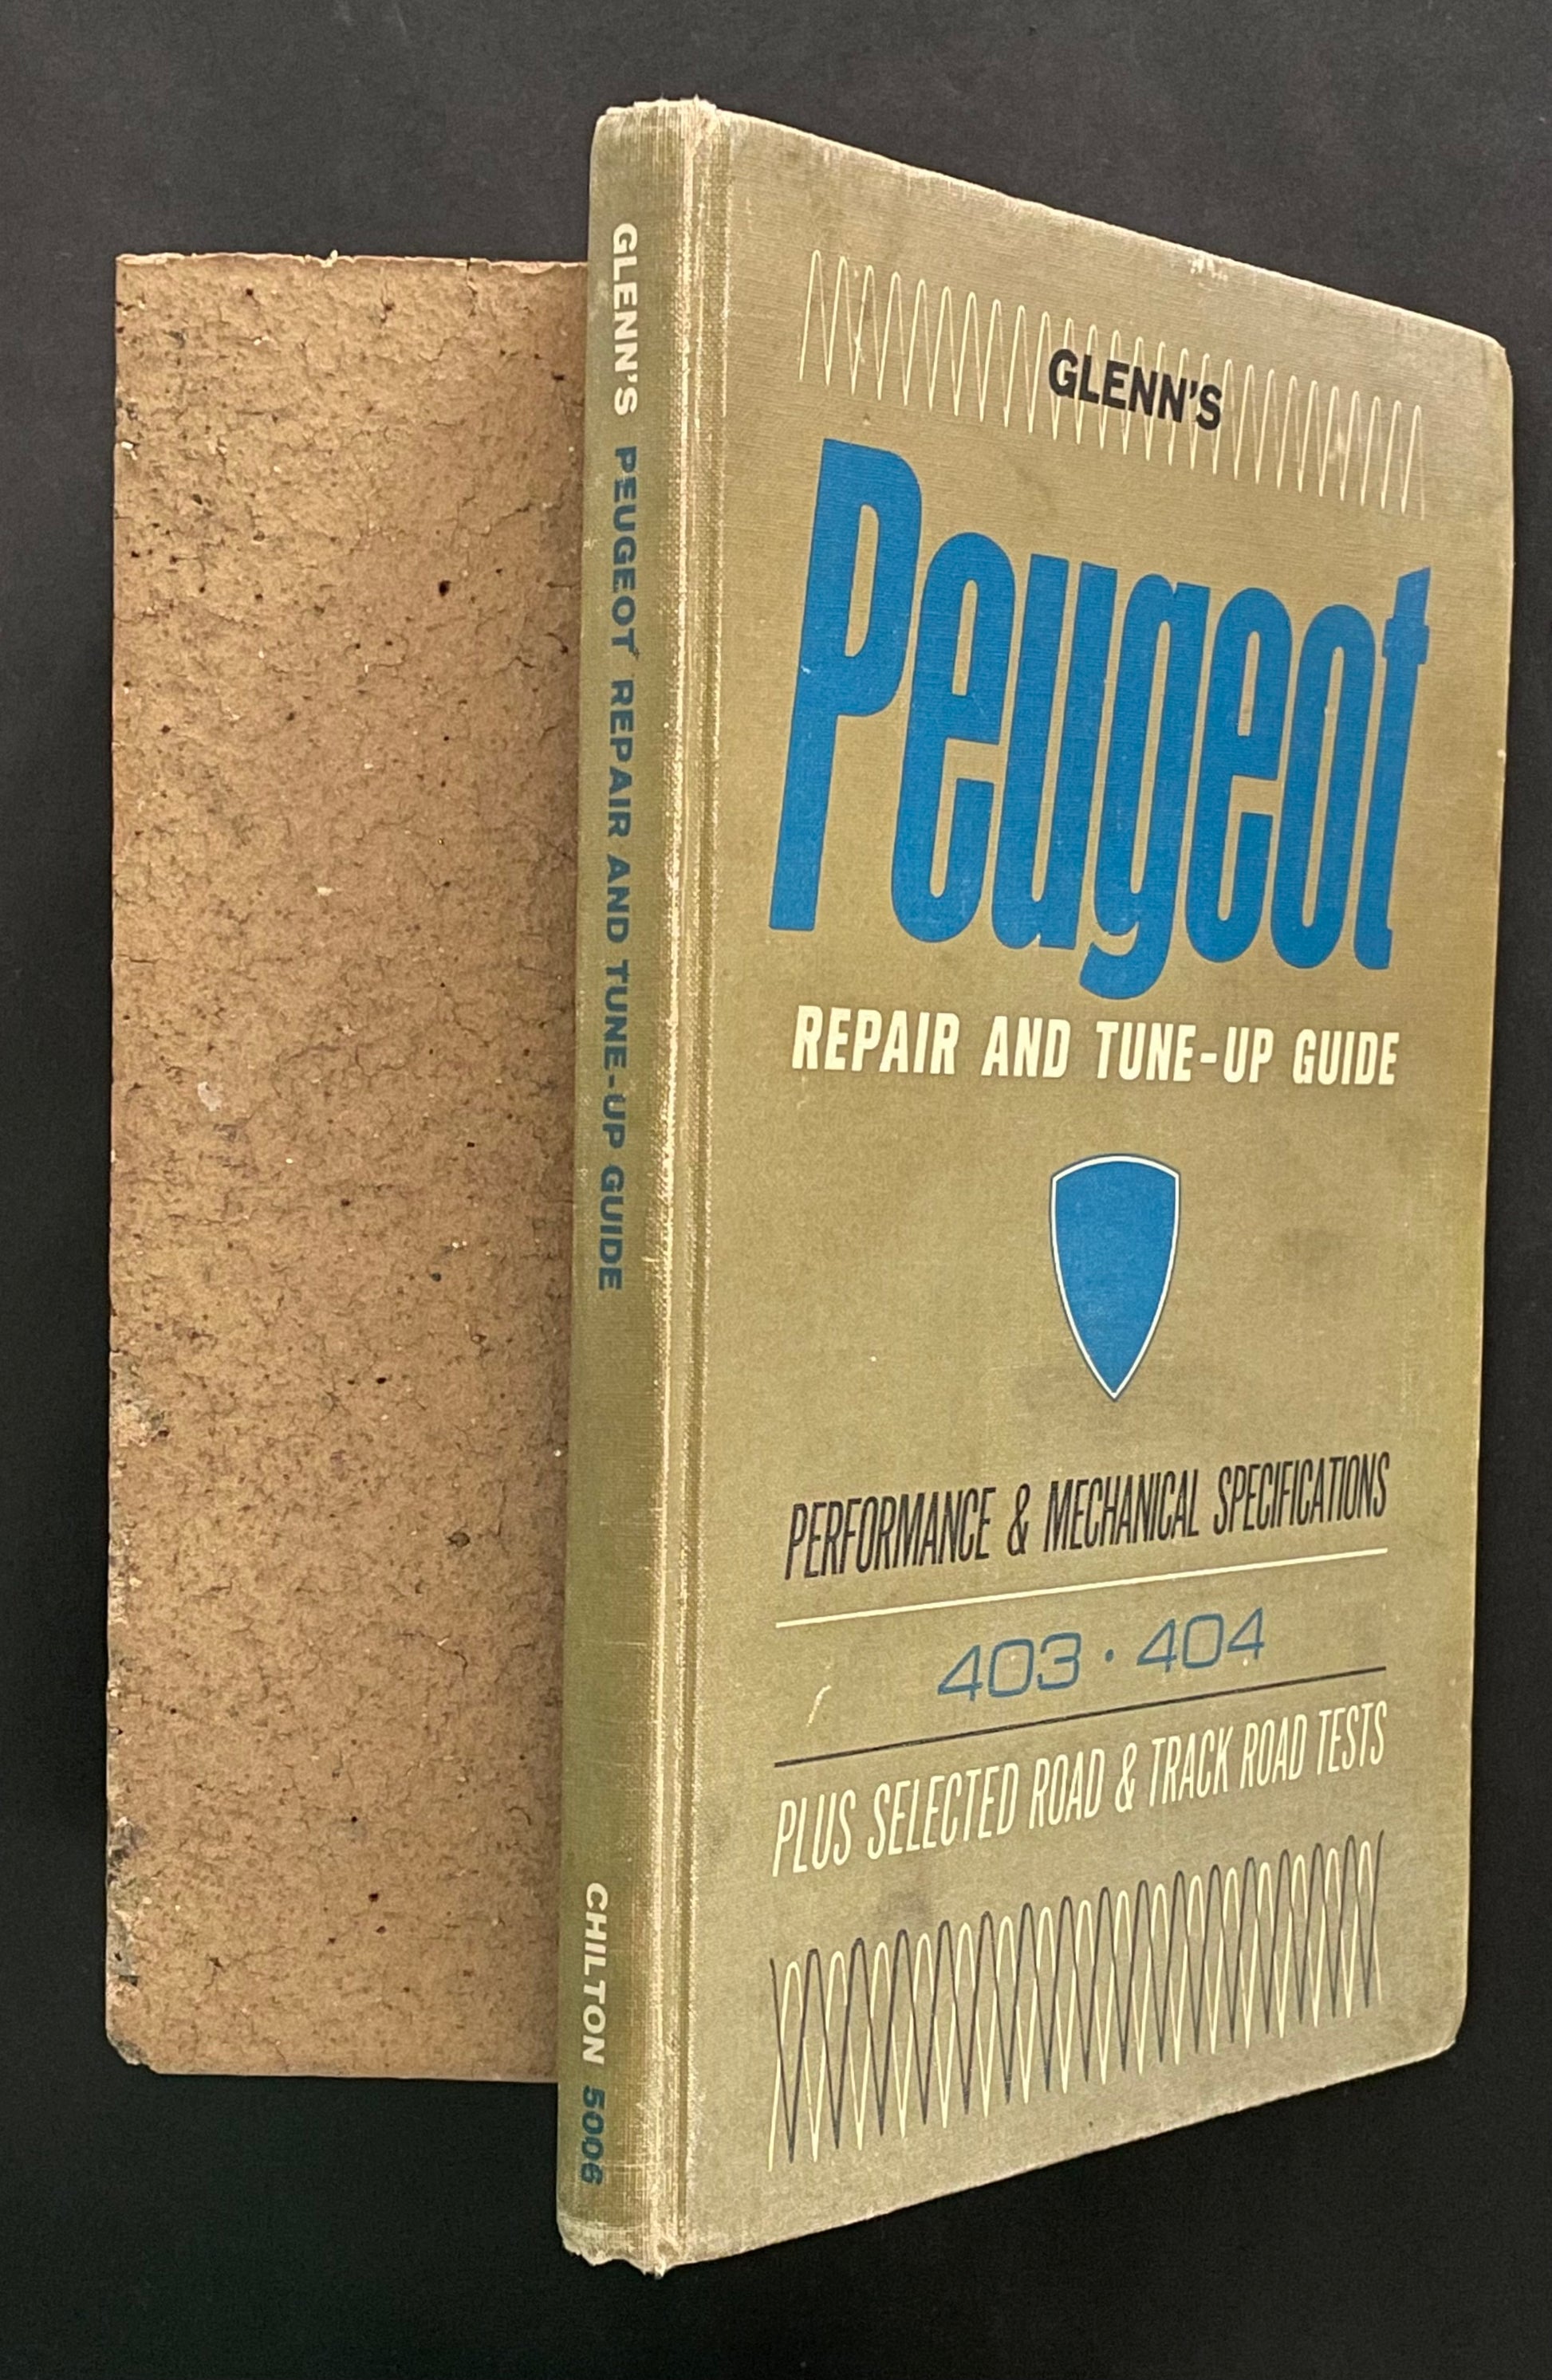 GLENN'S PEUGEOT REPAIR AND TUNE-UP GUIDE
CHILTON 5006
GLENN'S
Peugeot
REPAIR AND TUNE-UP GUIDE
PERFORMANCE & MECHANICAL SPECIFICATIONS
403 • 404
PLUS SELECTED ROAD & TRACK ROAD TESTS